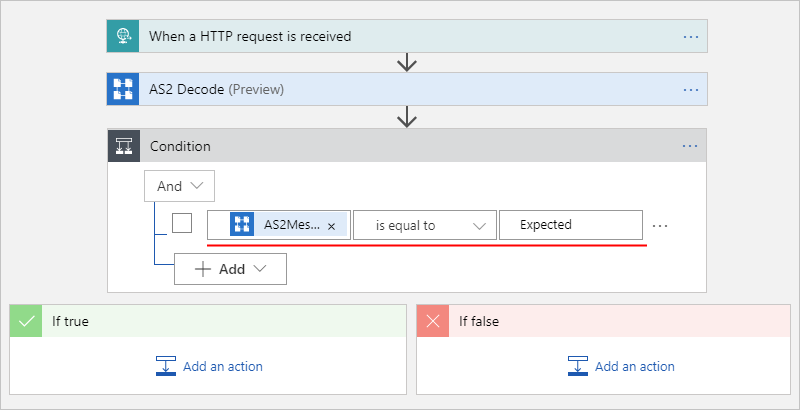 When a HTTP request is received ...
AS2 Decode (Preview) ...
Condition ...
And
AS2Mes... × is equal to Expected ...
+ Add
If true
If false
Add an action
Add an action